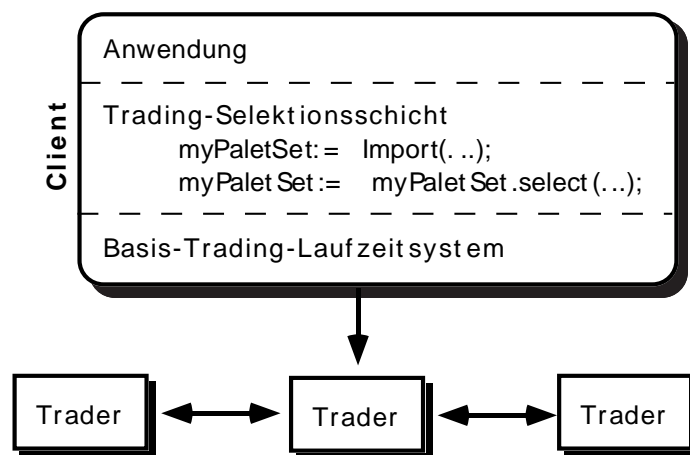 Client
Anwendung
Trading-Selektionsschicht
myPaletSet:= Import(...);
myPaletSet:= myPaletSet.select(...);
Basis-Trading-Laufzeitsystem
Trader
Trader
Trader